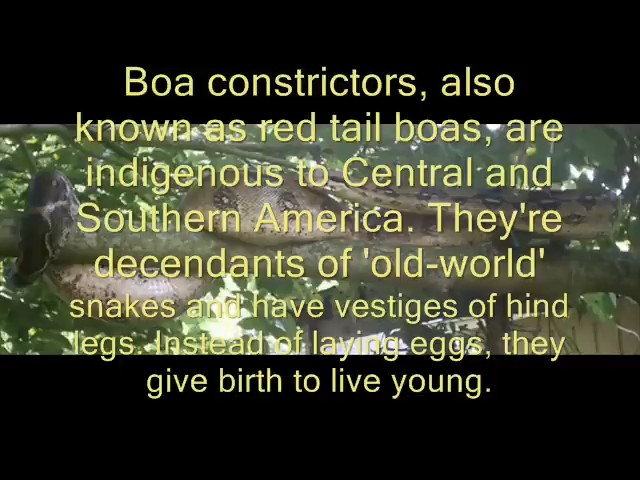 Boa constrictors, also
known as red tail boas, are
indigenous to Central and
Southern America. They're
decendants of 'old-world'
snakes and have vestiges of hind
legs. Instead of laying eggs, they
give birth to live young.